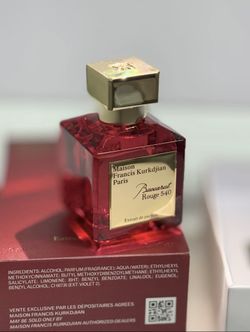 Maison
Francis Kurkdjian
Paris
Baccarat
Rouge 540
Extrait de parfum
INGREDIENTS: ALCOHOL, PARFUM (FRAGRANCE), AQUA (WATER), ETHYLHEXYL
METHOXYCINNAMATE, BUTYL METHOXYDIBENZOYLMETHANE, ETHYLHEXYL
SALICYLATE, LIMONENE, BHT, BENZYL BENZOATE, LINALOOL, EUGENOL,
BENZYL ALCOHOL,
VENTE EXCLUSIVE PAR LES DÉPOSITAIRES AGRÉÉS
MAISON FRANCIS KURKDJIAN
MAY BE SOLD ONLY BY
MAISON FRANCIS KURKDJIAN AUTHORIZED DEALERS